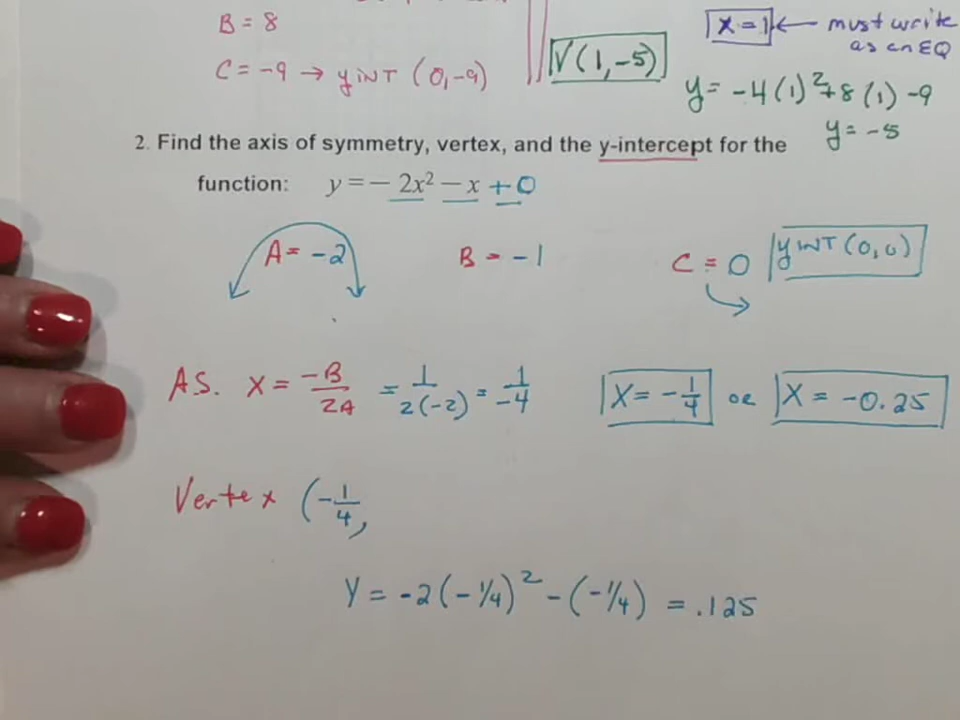 B = 8
C = -9 → yINT (0,-9)
V(1,-5)
x = 1 ← must write
as an EQ
y = -4(1)²+8(1)-9
y = -5
2. Find the axis of symmetry, vertex, and the y-intercept for the
function: y = - 2x² - x + 0
A = -2 B = -1 C = 0 yINT (0,0)
AS. X = -B/2A = 1/2(-2) = 1/-4 X = -1/4 or X = -0.25
Vertex (-1/4,
Y = -2(-1/4)² - (-1/4) = .125